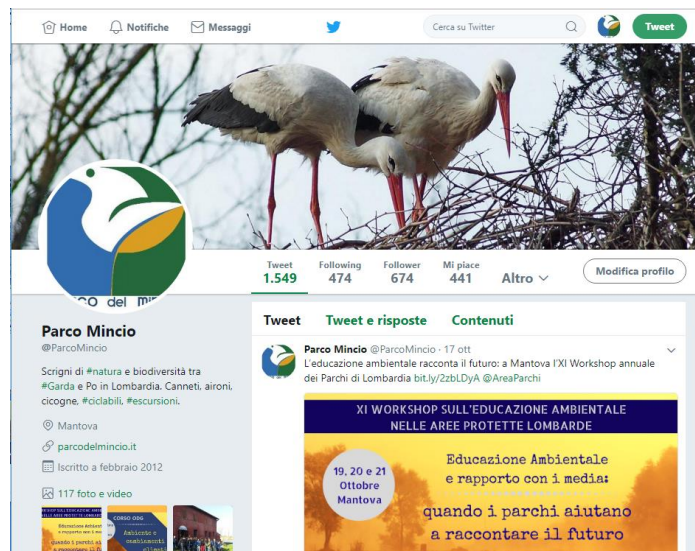 Home Notifiche Messaggi Cerca su Twitter Tweet
Tweet Following Follower Mi piace
1.549 474 674 441 Altro Modifica profilo
Parco Mincio
@ParcoMincio
Scrigni di #natura e biodiversità tra
#Garda e Po in Lombardia. Canneti, aironi,
cicogne, #ciclabili, #escursioni.
Mantova
parcodelmincio.it
Iscritto a febbraio 2012
117 foto e video
Tweet Tweet e risposte Contenuti
Parco Mincio @ParcoMincio · 17 ott
L'educazione ambientale racconta il futuro: a Mantova l'XI Workshop annuale
dei Parchi di Lombardia bit.ly/2zbLDyA @AreaParchi
XI WORKSHOP SULL'EDUCAZIONE AMBIENTALE
NELLE AREE PROTETTE LOMBARDE
19, 20 e 21
Ottobre
Mantova
Educazione Ambientale
e rapporto con i media:
quando i parchi aiutano
a raccontare il futuro
CORSO ODG